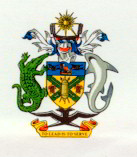 TO LEAD IS TO SERVE